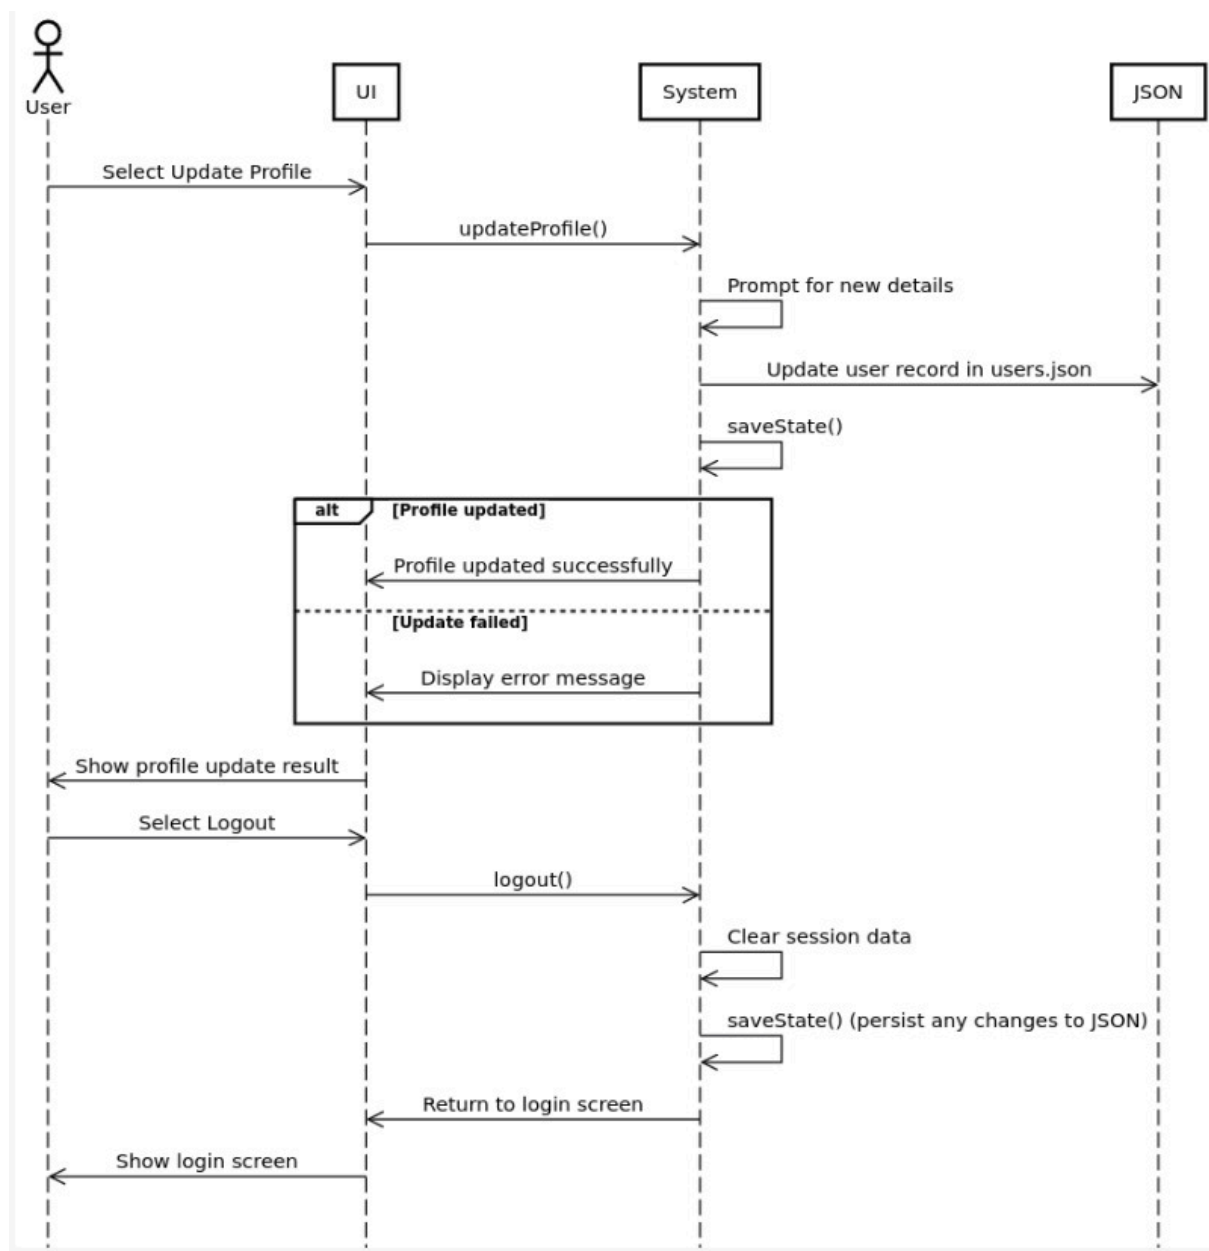 User
UI
System
JSON
Select Update Profile
updateProfile()
Prompt for new details
Update user record in users.json
saveState()
alt
[Profile updated]
Profile updated successfully
[Update failed]
Display error message
Show profile update result
Select Logout
logout()
Clear session data
saveState() (persist any changes to JSON)
Return to login screen
Show login screen